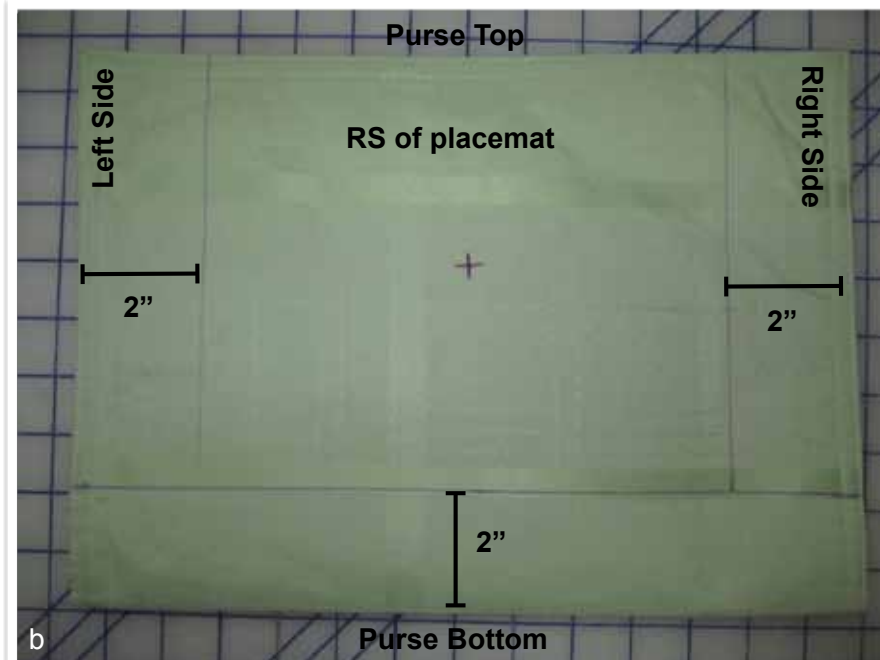 Purse Top
Left Side
RS of placemat
Right Side
2”
2”
2”
b
Purse Bottom